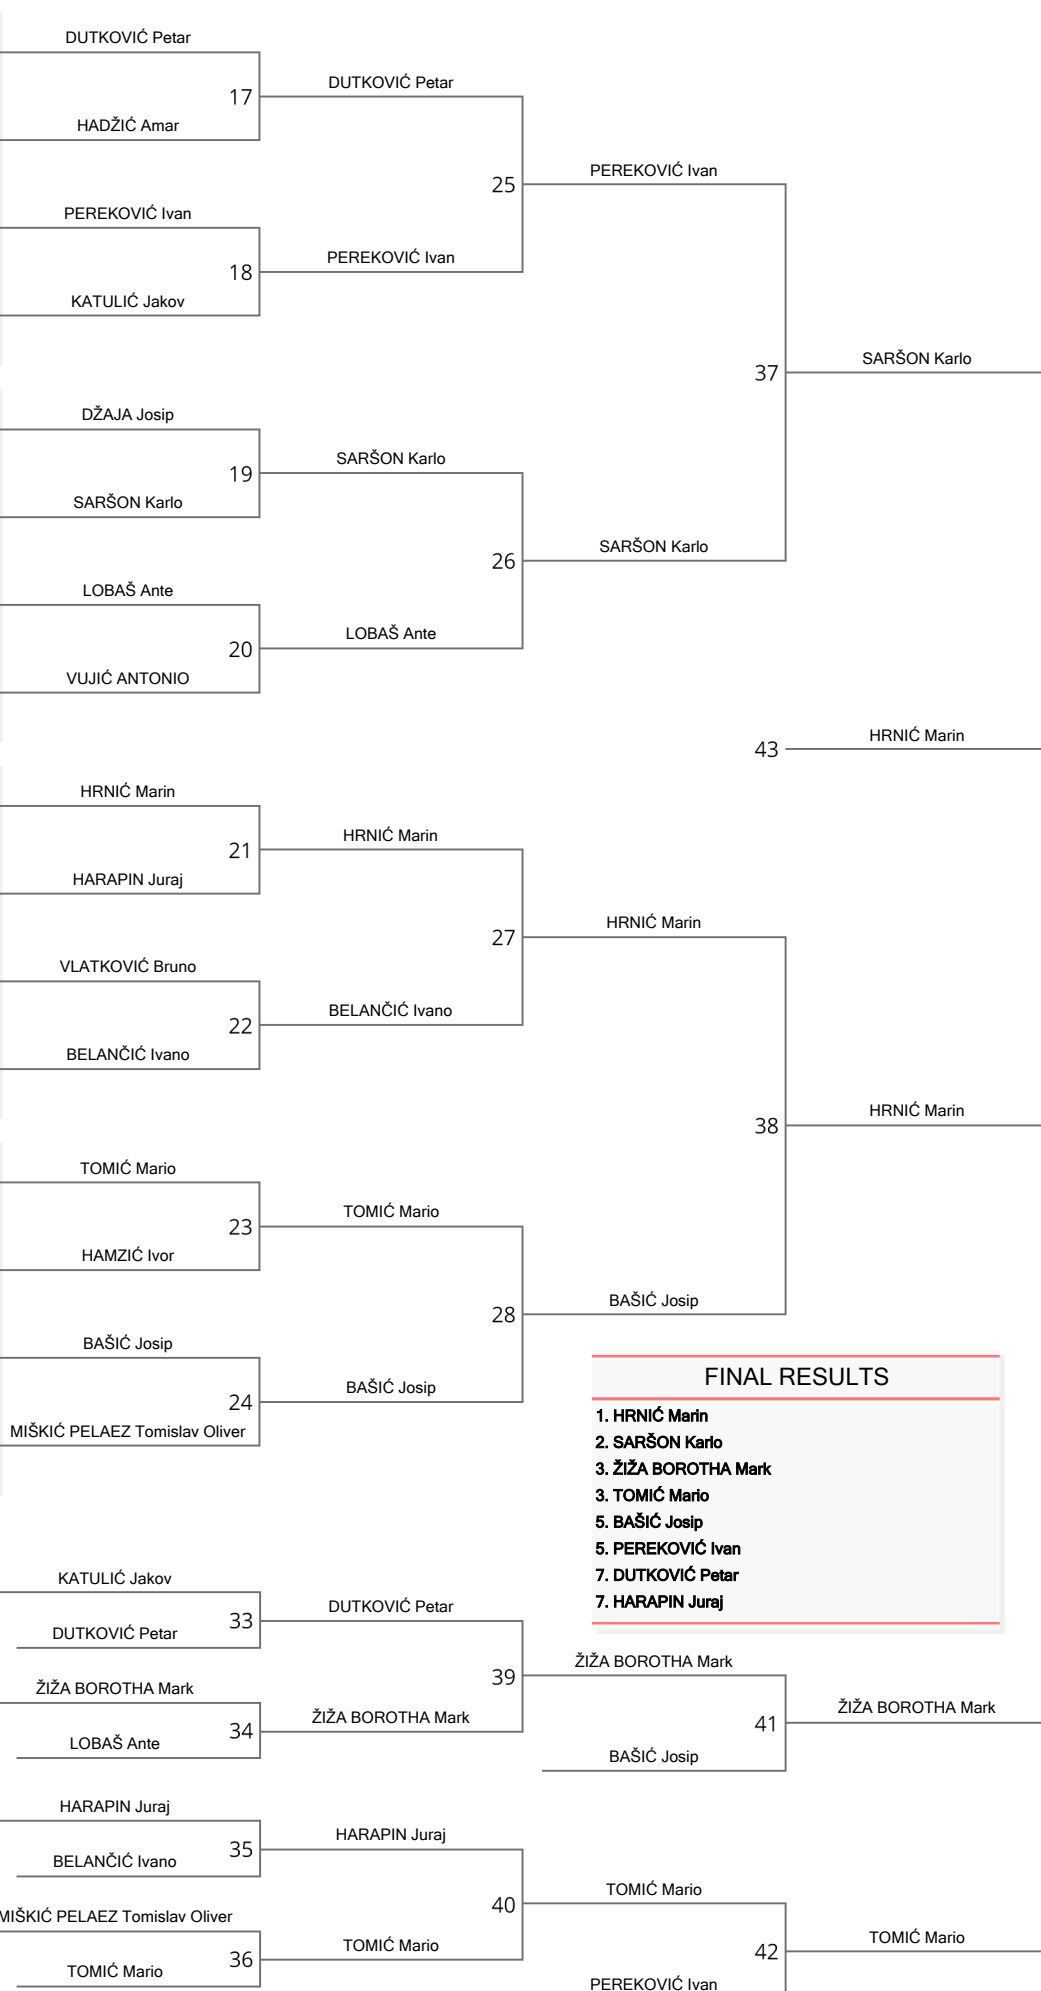 DUTKOVIĆ Petar
17
DUTKOVIĆ Petar
HADŽIĆ Amar
25
PEREKOVIĆ Ivan
PEREKOVIĆ Ivan
18
PEREKOVIĆ Ivan
KATULIĆ Jakov
37
SARŠON Karlo
DŽAJA Josip
19
SARŠON Karlo
SARŠON Karlo
26
SARŠON Karlo
LOBAŠ Ante
20
LOBAŠ Ante
VUJIĆ ANTONIO
43
HRNIĆ Marin
HRNIĆ Marin
21
HRNIĆ Marin
HARAPIN Juraj
27
HRNIĆ Marin
VLATKOVIĆ Bruno
22
BELANČIĆ Ivano
BELANČIĆ Ivano
38
HRNIĆ Marin
TOMIĆ Mario
23
TOMIĆ Mario
HAMZIĆ Ivor
28
BAŠIĆ Josip
BAŠIĆ Josip
24
BAŠIĆ Josip
MIŠKIĆ PELAEZ Tomislav Oliver
FINAL RESULTS
1. HRNIĆ Marin
2. SARŠON Karlo
3. ŽIŽA BOROTHA Mark
3. TOMIĆ Mario
5. BAŠIĆ Josip
5. PEREKOVIĆ Ivan
7. DUTKOVIĆ Petar
7. HARAPIN Juraj
KATULIĆ Jakov
33
DUTKOVIĆ Petar
DUTKOVIĆ Petar
39
ŽIŽA BOROTHA Mark
ŽIŽA BOROTHA Mark
34
ŽIŽA BOROTHA Mark
LOBAŠ Ante
41
ŽIŽA BOROTHA Mark
BAŠIĆ Josip
HARAPIN Juraj
35
HARAPIN Juraj
BELANČIĆ Ivano
40
TOMIĆ Mario
MIŠKIĆ PELAEZ Tomislav Oliver
36
TOMIĆ Mario
TOMIĆ Mario
42
TOMIĆ Mario
PEREKOVIĆ Ivan